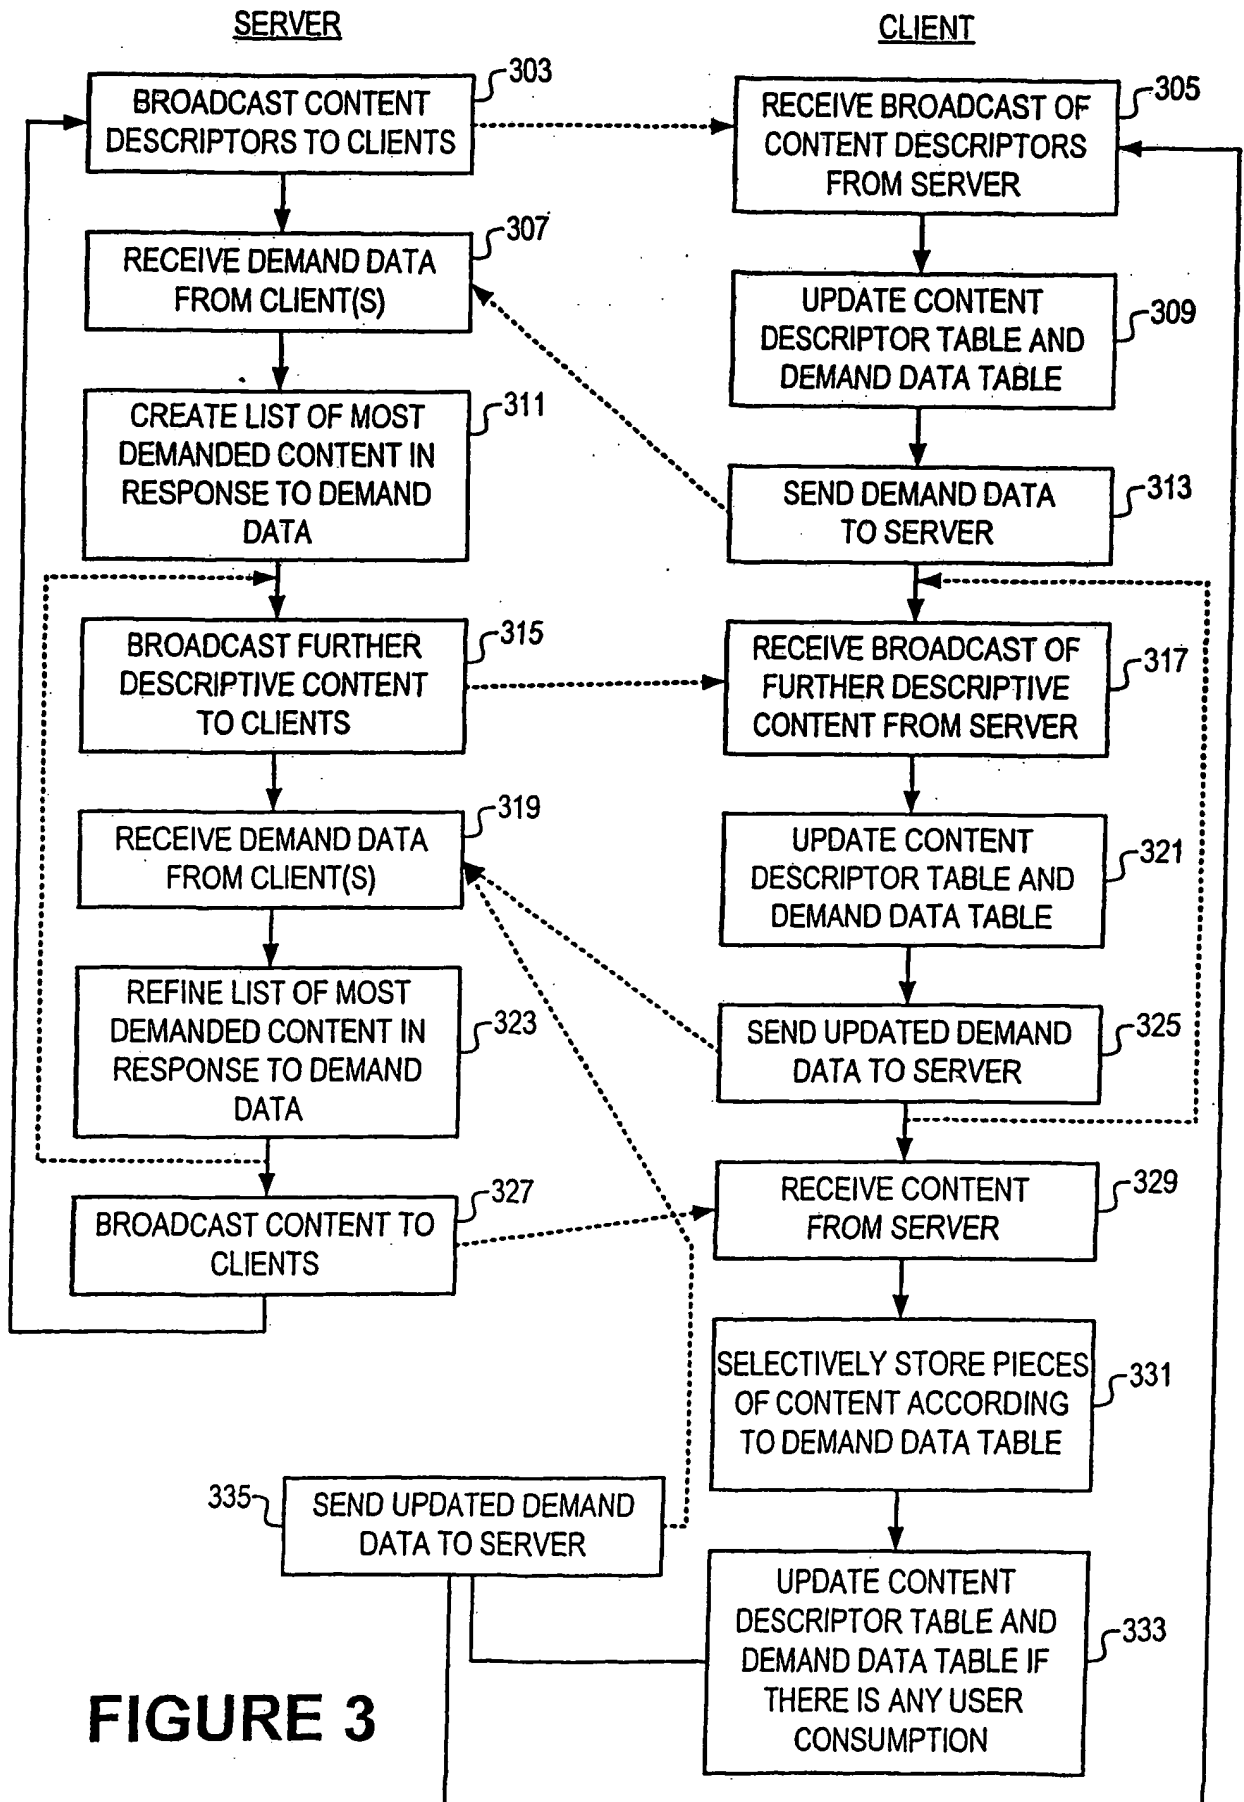 SERVER
CLIENT
303
BROADCAST CONTENT
DESCRIPTORS TO CLIENTS
305
RECEIVE BROADCAST OF
CONTENT DESCRIPTORS
FROM SERVER
307
RECEIVE DEMAND DATA
FROM CLIENT(S)
309
UPDATE CONTENT
DESCRIPTOR TABLE AND
DEMAND DATA TABLE
311
CREATE LIST OF MOST
DEMANDED CONTENT IN
RESPONSE TO DEMAND
DATA
313
SEND DEMAND DATA
TO SERVER
315
BROADCAST FURTHER
DESCRIPTIVE CONTENT
TO CLIENTS
317
RECEIVE BROADCAST OF
FURTHER DESCRIPTIVE
CONTENT FROM SERVER
319
RECEIVE DEMAND DATA
FROM CLIENT(S)
321
UPDATE CONTENT
DESCRIPTOR TABLE AND
DEMAND DATA TABLE
323
REFINE LIST OF MOST
DEMANDED CONTENT IN
RESPONSE TO DEMAND
DATA
325
SEND UPDATED DEMAND
DATA TO SERVER
327
BROADCAST CONTENT TO
CLIENTS
329
RECEIVE CONTENT
FROM SERVER
331
SELECTIVELY STORE PIECES
OF CONTENT ACCORDING
TO DEMAND DATA TABLE
335
SEND UPDATED DEMAND
DATA TO SERVER
333
UPDATE CONTENT
DESCRIPTOR TABLE AND
DEMAND DATA TABLE IF
THERE IS ANY USER
CONSUMPTION
FIGURE 3